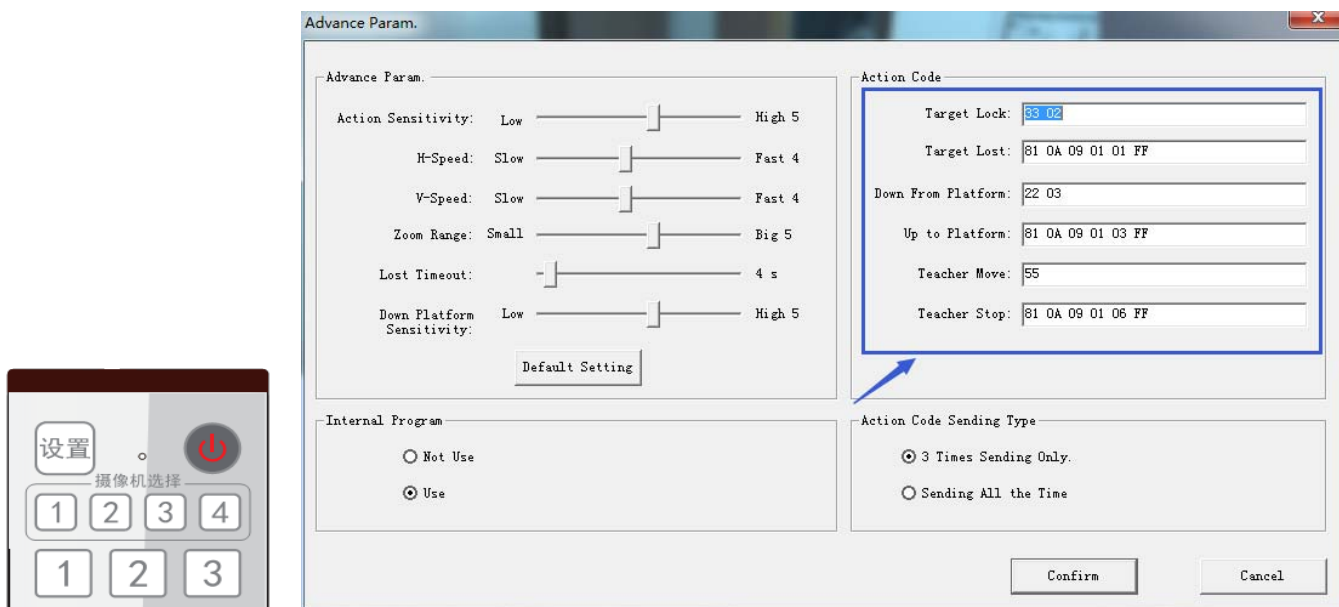 Advance Param.
X
Advance Param.
Action Sensitivity: Low High 5
H-Speed: Slow Fast 4
V-Speed: Slow Fast 4
Zoom Range: Small Big 5
Lost Timeout: 4 s
Down Platform Low High 5
Sensitivity:
Default Setting
Action Code
Target Lock: 33 02
Target Lost: 81 0A 09 01 01 FF
Down From Platform: 22 03
Up to Platform: 81 0A 09 01 03 FF
Teacher Move: 55
Teacher Stop: 81 0A 09 01 06 FF
Internal Program
Not Use
Use
Action Code Sending Type
3 Times Sending Only.
Sending All the Time
Confirm Cancel
设置
摄像机选择
1 2 3 4
1 2 3